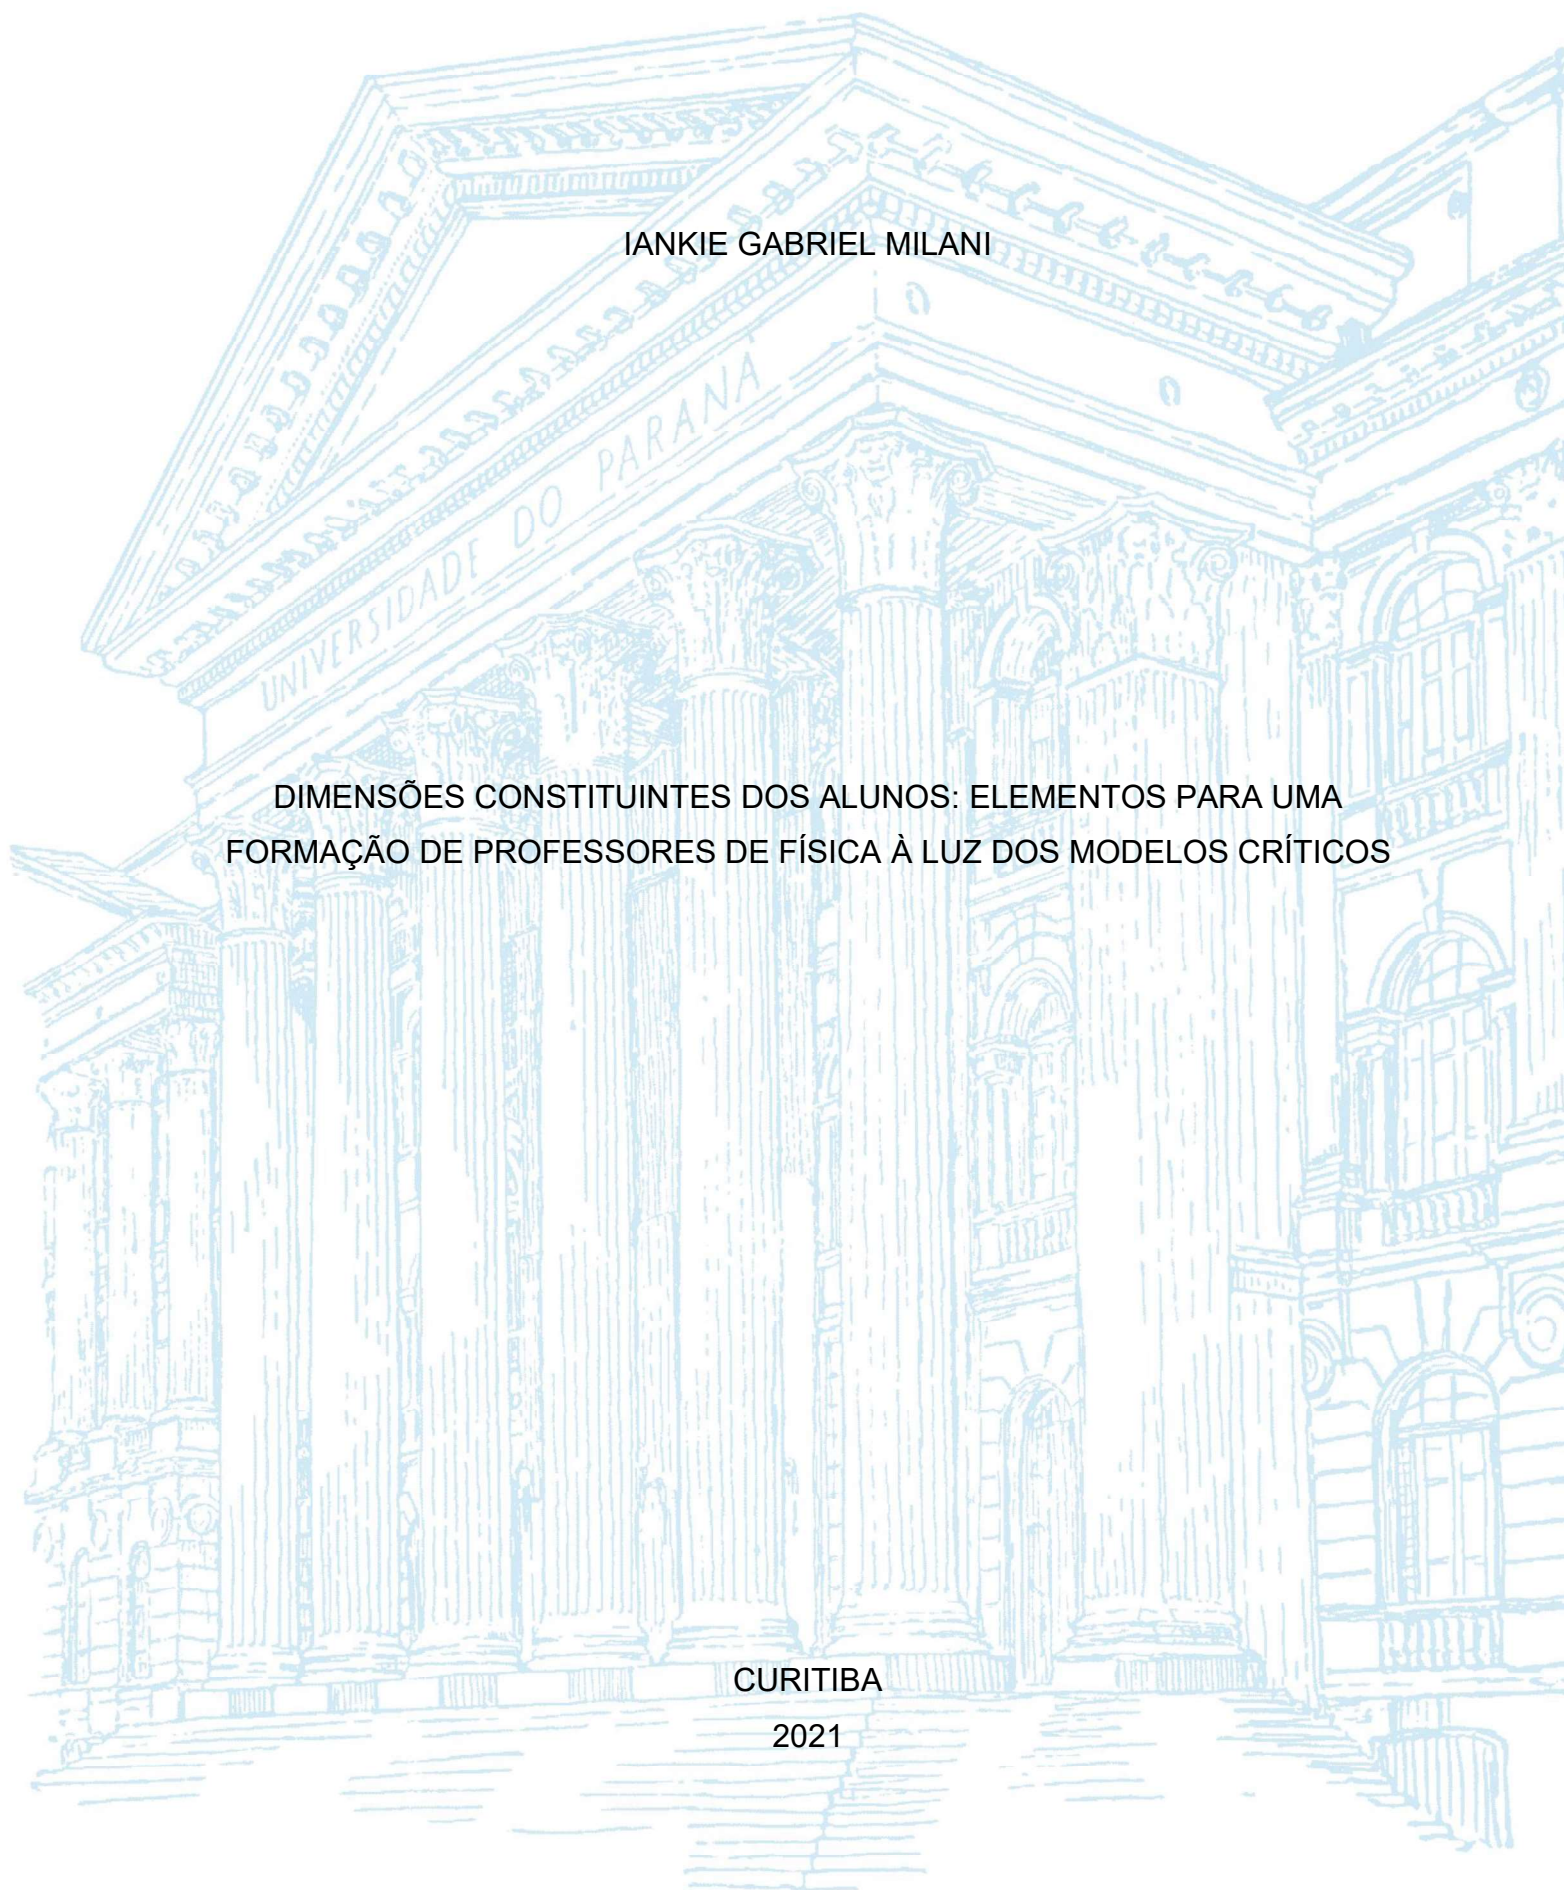 IANKIE GABRIEL MILANI
UNIVERSIDADE DO PARANÁ
DIMENSÕES CONSTITUINTES DOS ALUNOS: ELEMENTOS PARA UMA
FORMAÇÃO DE PROFESSORES DE FÍSICA À LUZ DOS MODELOS CRÍTICOS
CURITIBA
2021